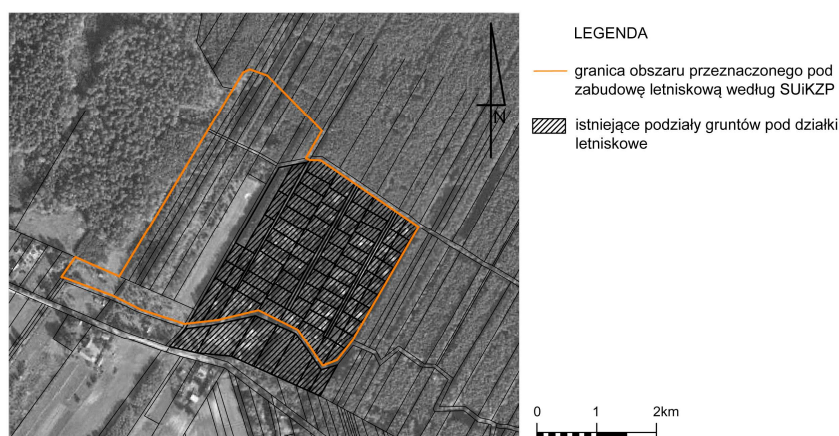 N
LEGENDA
granica obszaru przeznaczonego pod
zabudowę letniskową według SUiKZP
istniejące podziały gruntów pod działki
letniskowe
0 1 2km